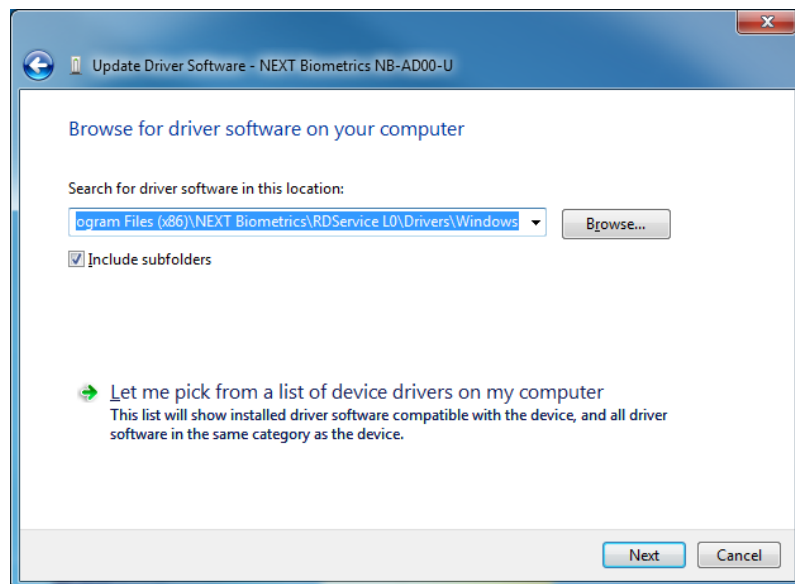 Update Driver Software - NEXT Biometrics NB-AD00-U
Browse for driver software on your computer
Search for driver software in this location:
ogram Files (x86)\NEXT Biometrics\RDService L0\Drivers\Windows
Browse...
Include subfolders
Let me pick from a list of device drivers on my computer
This list will show installed driver software compatible with the device, and all driver
software in the same category as the device.
Next
Cancel